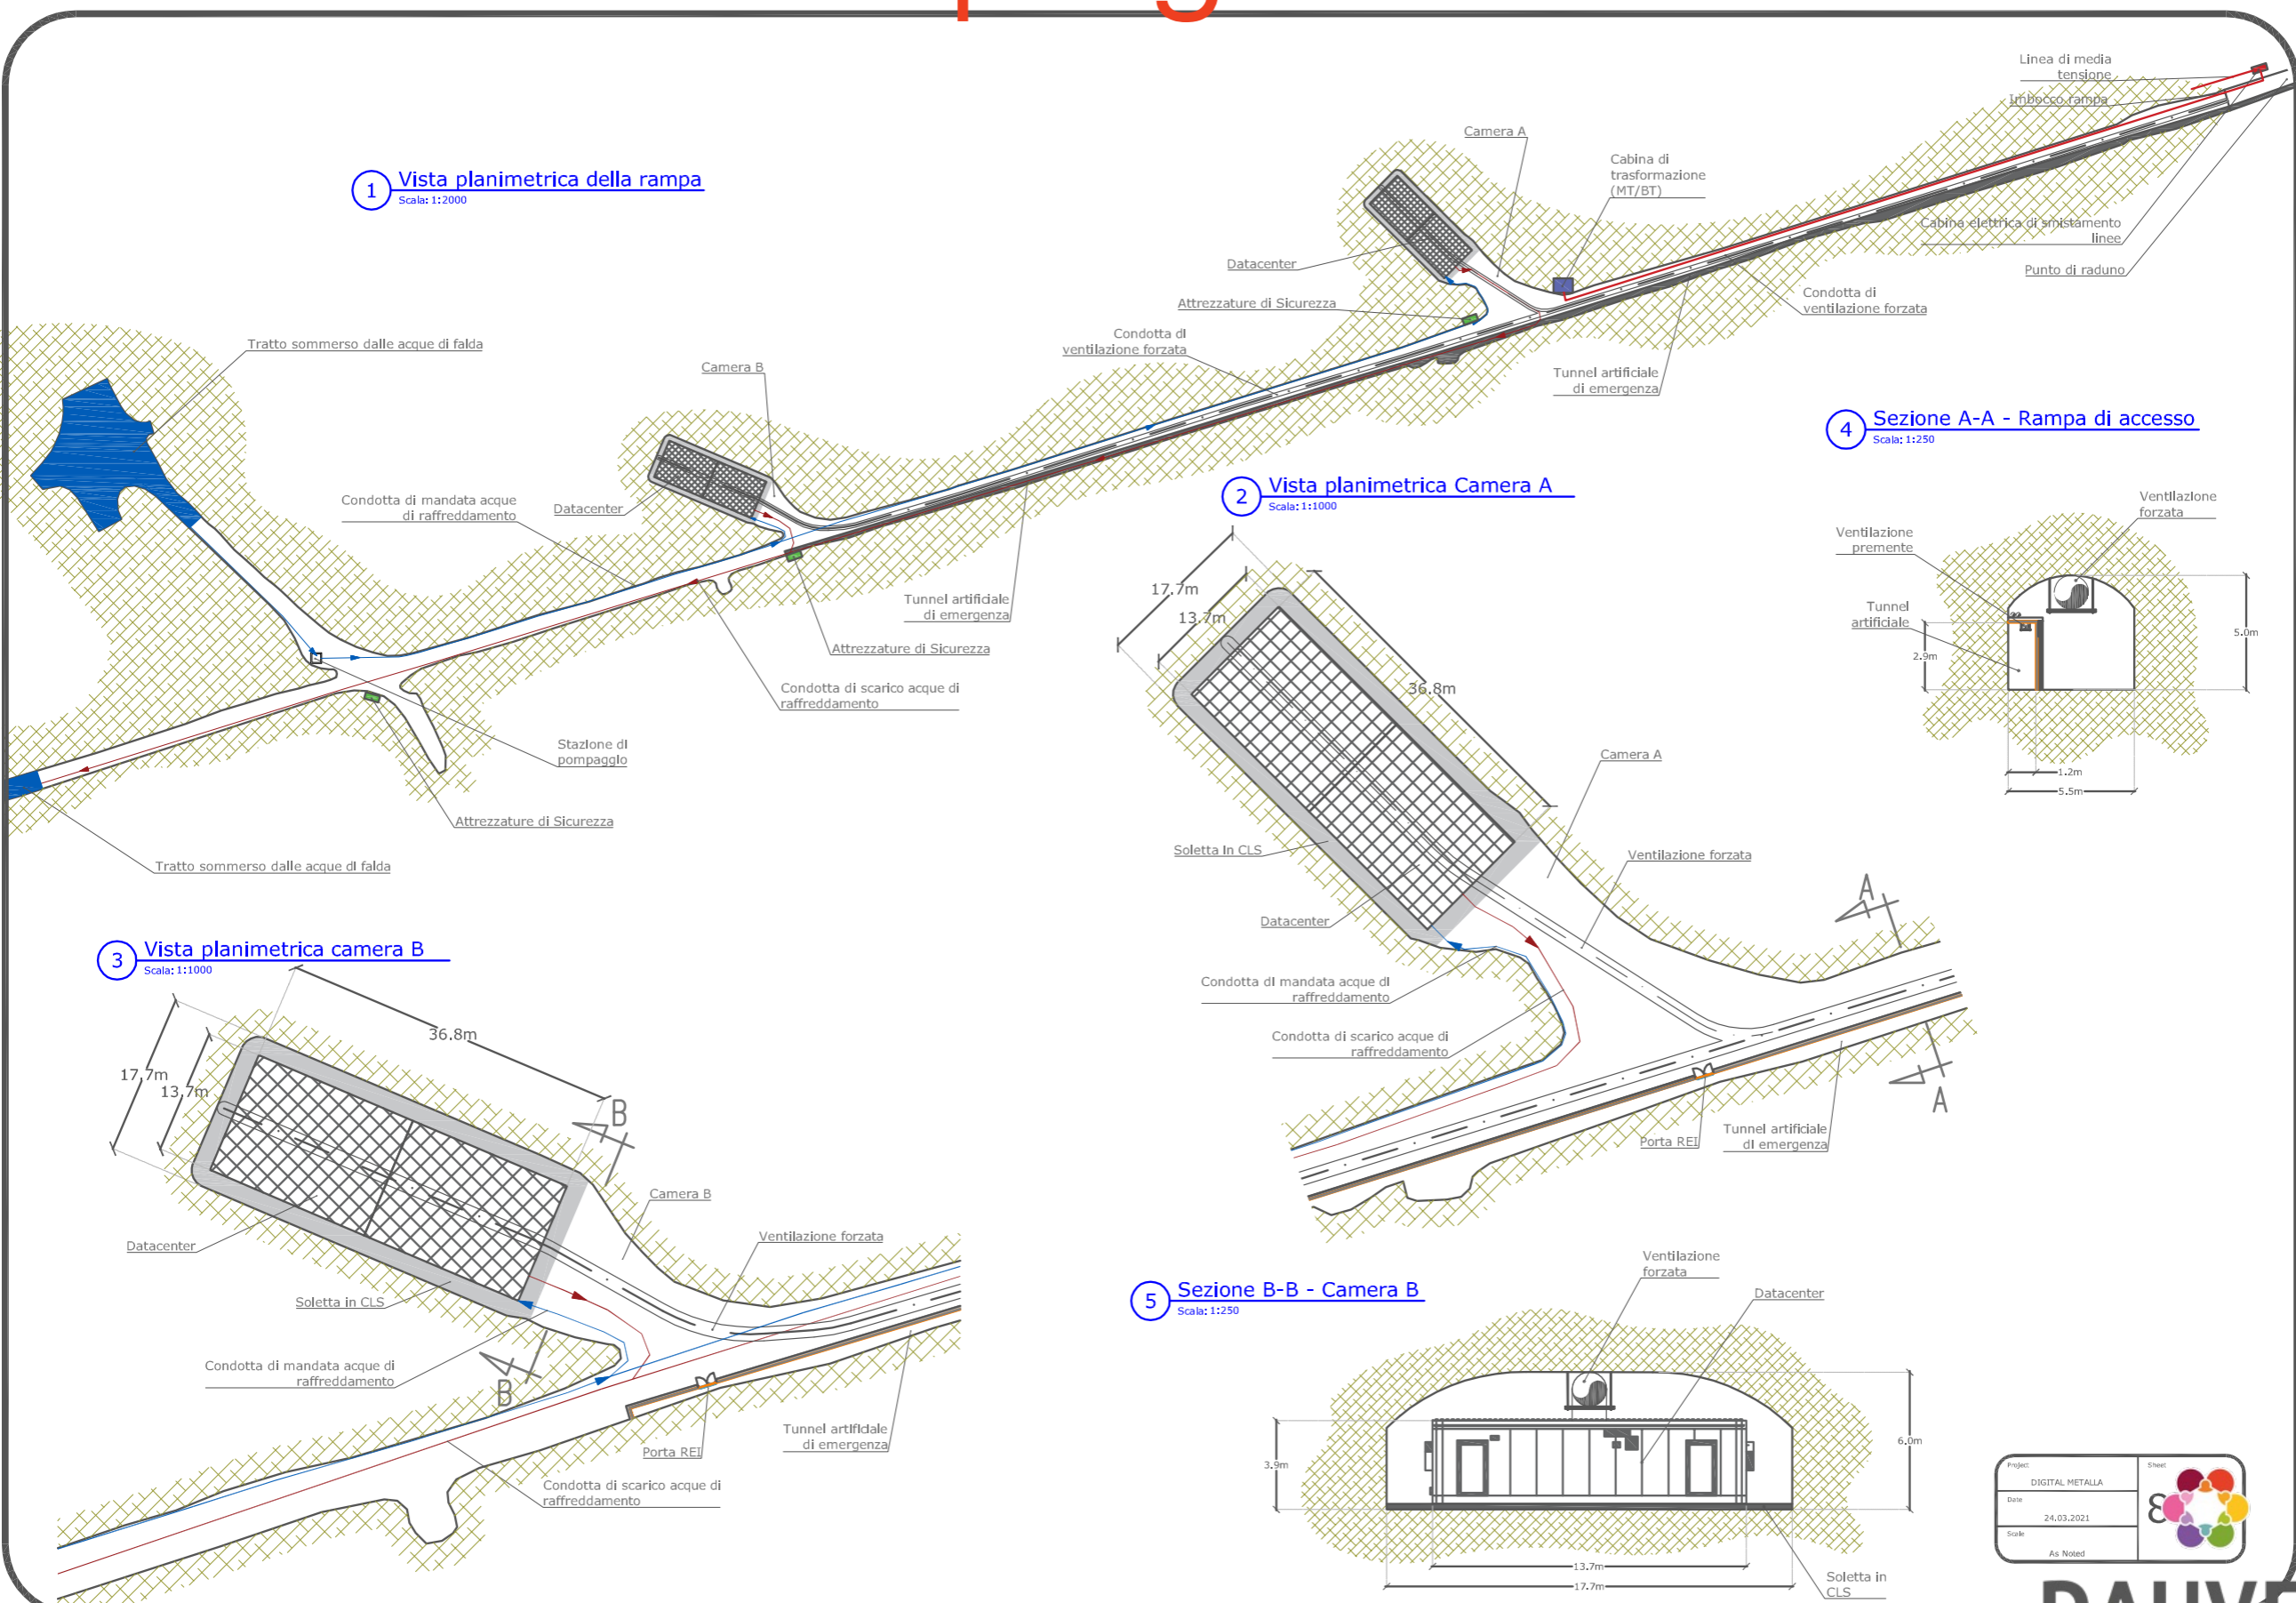 1
Vista planimetrica della rampa
Scala: 1:2000
Linea di media
tensione
Imbocco rampa
Camera A
Cabina di
trasformazione
(MT/BT)
Cabina elettrica di smistamento
linee
Datacenter
Punto di raduno
Attrezzature di Sicurezza
Condotta di
ventilazione forzata
Condotta di
ventilazione forzata
Tratto sommerso dalle acque di falda
Camera B
Tunnel artificiale
di emergenza
Condotta di mandata acque
di raffreddamento
Datacenter
Tunnel artificiale
di emergenza
Attrezzature di Sicurezza
Condotta di scarico acque di
raffreddamento
Stazione di
pompaggio
Attrezzature di Sicurezza
Tratto sommerso dalle acque di falda
4
Sezione A-A - Rampa di accesso
Scala: 1:250
Ventilazione
forzata
Ventilazione
premente
Tunnel
artificiale
2.9m
5.0m
1.2m
5.5m
2
Vista planimetrica Camera A
Scala: 1:1000
17.7m
13.7m
36.8m
Camera A
Soletta in CLS
Ventilazione forzata
Datacenter
A
Condotta di mandata acque di
raffreddamento
Condotta di scarico acque di
raffreddamento
A
Porta REI
Tunnel artificiale
di emergenza
3
Vista planimetrica camera B
Scala: 1:1000
36.8m
17.7m
13.7m
B
Camera B
Datacenter
Ventilazione forzata
Soletta in CLS
Condotta di mandata acque di
raffreddamento
B
Tunnel artificiale
di emergenza
Porta REI
Condotta di scarico acque di
raffreddamento
5
Sezione B-B - Camera B
Scala: 1:250
Ventilazione
forzata
Datacenter
3.9m
6.0m
13.7m
17.7m
Soletta in
CLS
Project
DIGITAL METALLA
Sheet
Date
24.03.2021
Scale
As Noted